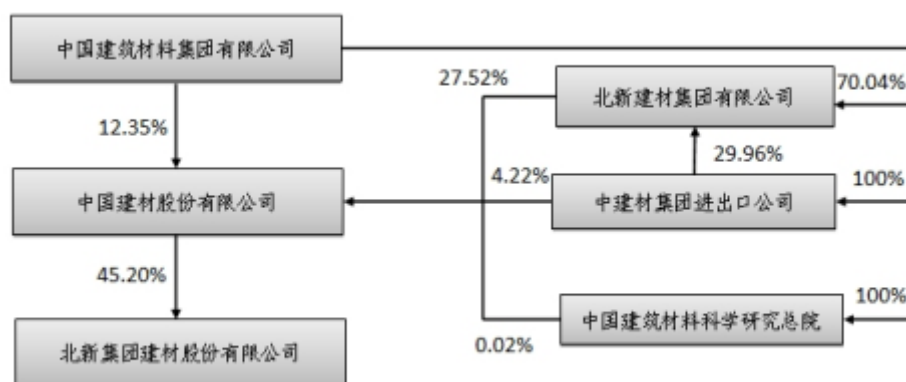 中国建筑材料集团有限公司
27.52%
北新建材集团有限公司
70.04%
12.35%
29.96%
中国建材股份有限公司
4.22%
中建材集团进出口公司
100%
45.20%
中国建筑材料科学研究总院
100%
0.02%
北新集团建材股份有限公司